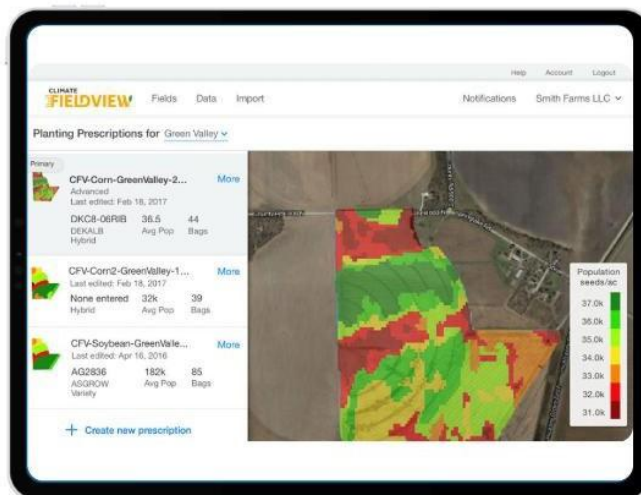 Help Account Logout
CLIMATE
FIELDVIEW Fields Data Import Notifications Smith Farms LLC
Planting Prescriptions for Green Valley
Primary
CFV-Corn-GreenValley-2... More
Advanced
Last edited: Feb 18, 2017
DKC8-06RIB 36.5 44
DEKALB Avg Pop Bags
Hybrid
CFV-Corn2-GreenValley-1... More
Last edited: Feb 18, 2017
None entered 32k 39
Hybrid Avg Pop Bags
CFV-Soybean-GreenValle... More
Last edited: Apr 16, 2016
AG2836 182k 85
ASGROW Avg Pop Bags
Variety
+ Create new prescription
Population
seeds/ac
37.0k
36.0k
35.0k
34.0k
33.0k
32.0k
31.0k